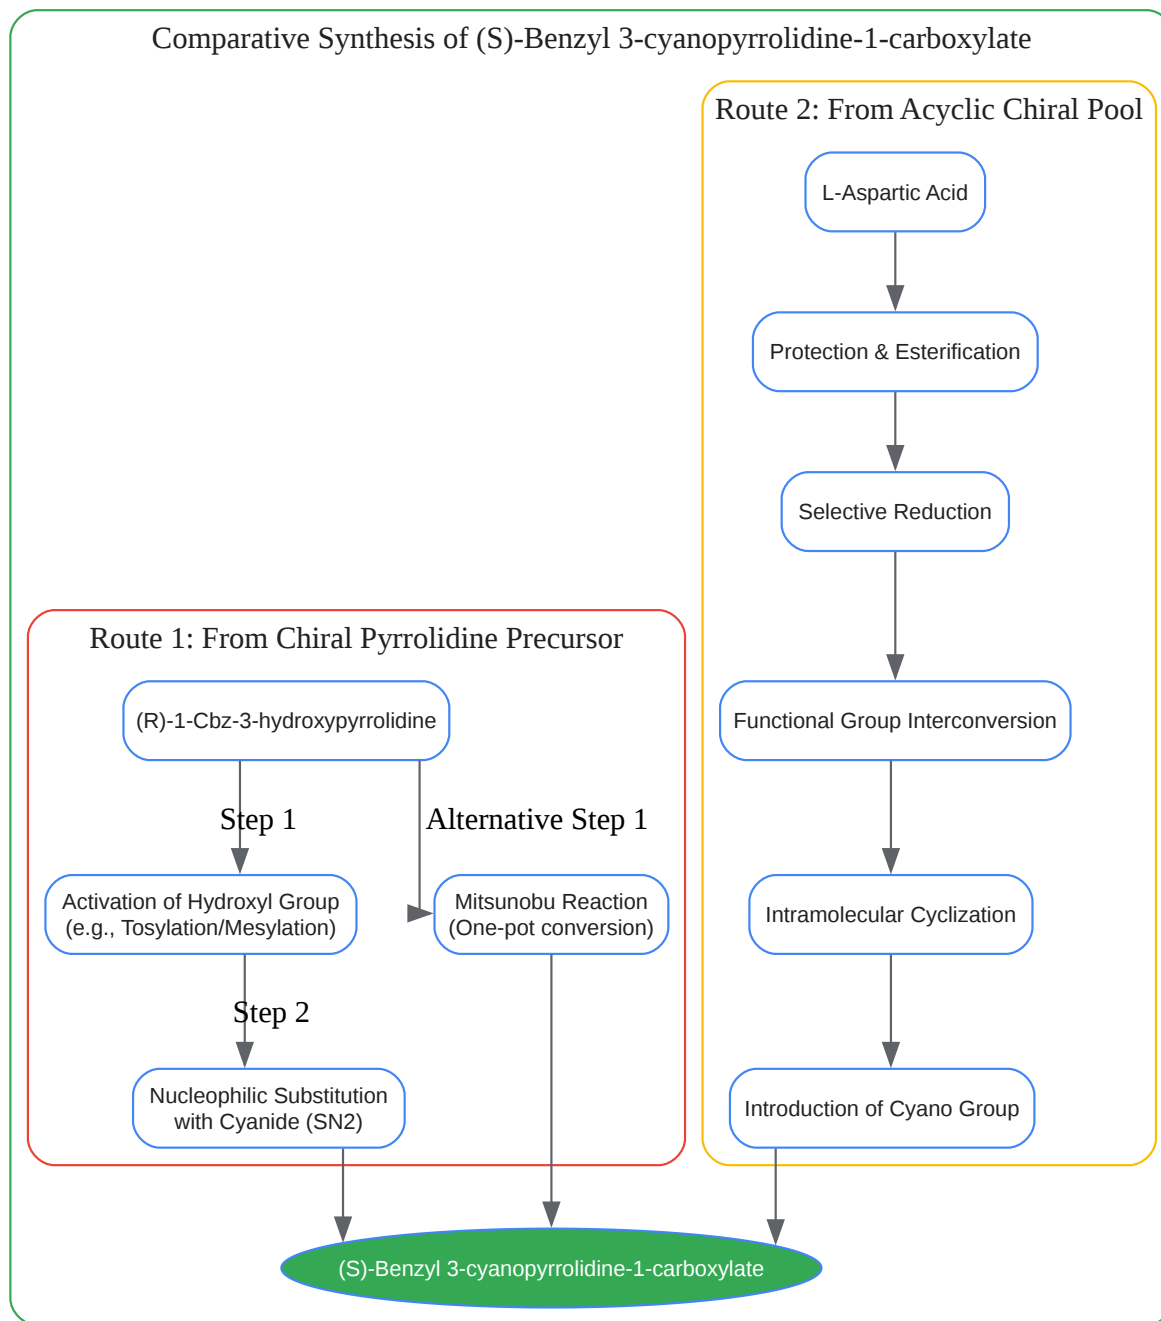 Comparative Synthesis of (S)-Benzyl 3-cyanopyrrolidine-1-carboxylate
Route 2: From Acyclic Chiral Pool
L-Aspartic Acid
Protection & Esterification
Selective Reduction
Functional Group Interconversion
Intramolecular Cyclization
Introduction of Cyano Group
Route 1: From Chiral Pyrrolidine Precursor
(R)-1-Cbz-3-hydroxypyrrolidine
Step 1
Alternative Step 1
Activation of Hydroxyl Group
(e.g., Tosylation/Mesylation)
Mitsunobu Reaction
(One-pot conversion)
Step 2
Nucleophilic Substitution
with Cyanide (SN2)
(S)-Benzyl 3-cyanopyrrolidine-1-carboxylate